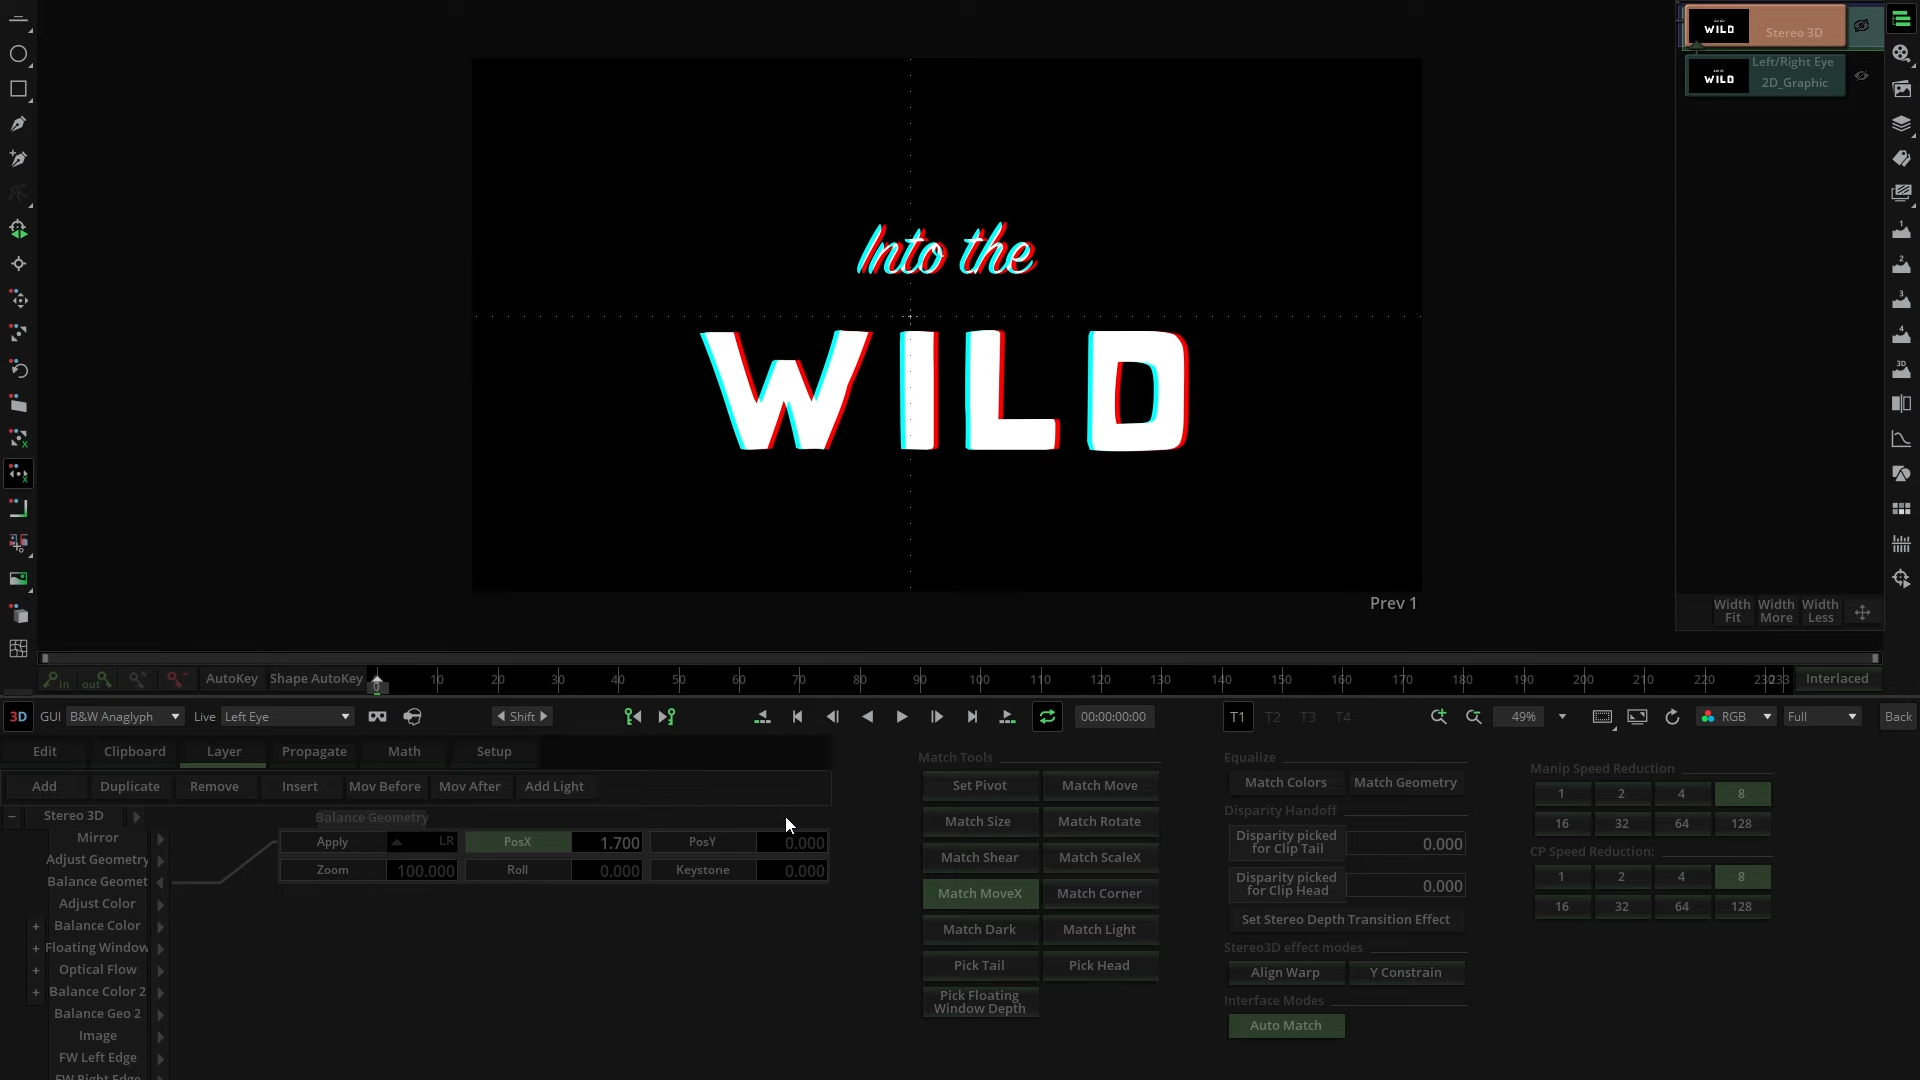 WILD
Stereo 3D
WILD
Left/Right Eye
2D_Graphic
Into the
WILD
Prev 1
Width Fit
Width More
Width Less
in
out
AutoKey
Shape AutoKey
0 10 20 30 40 50 60 70 80 90 100 110 120 130 140 150 160 170 180 190 200 210 220 230 233
Interlaced
3D GUI B&W Anaglyph Live Left Eye Shift 00:00:00:00 T1 T2 T3 T4 49% RGB Full Back
Edit Clipboard Layer Propagate Math Setup
Add Duplicate Remove Insert Mov Before Mov After Add Light
Stereo 3D
Mirror
Adjust Geometry
Balance Geomet
Adjust Color
+ Balance Color
+ Floating Window
+ Optical Flow
+ Balance Color 2
Balance Geo 2
Image
FW Left Edge
FW Right Edge
Balance Geometry
Apply LR PosX 1.700 PosY 0.000
Zoom 100.000 Roll 0.000 Keystone 0.000
Match Tools
Set Pivot Match Move
Match Size Match Rotate
Match Shear Match ScaleX
Match MoveX Match Corner
Match Dark Match Light
Pick Tail Pick Head
Pick Floating
Window Depth
Equalize
Match Colors Match Geometry
Disparity Handoff
Disparity picked
for Clip Tail
0.000
Disparity picked
for Clip Head
0.000
Set Stereo Depth Transition Effect
Stereo3D effect modes
Align Warp Y Constrain
Interface Modes
Auto Match
Manip Speed Reduction
1 2 4 8
16 32 64 128
CP Speed Reduction:
1 2 4 8
16 32 64 128